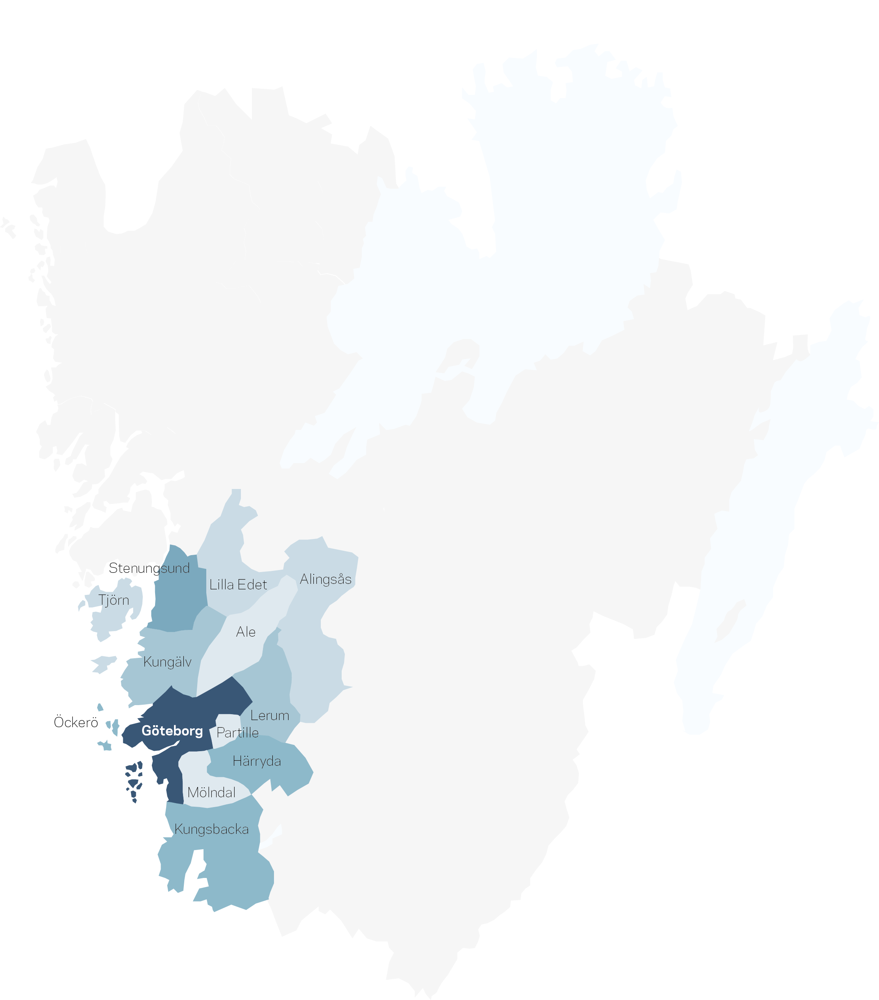 Stenungsund
Lilla Edet
Alingsås
Tjörn
Ale
Kungälv
Öckerö
Lerum
Göteborg
Partille
Härryda
Mölndal
Kungsbacka